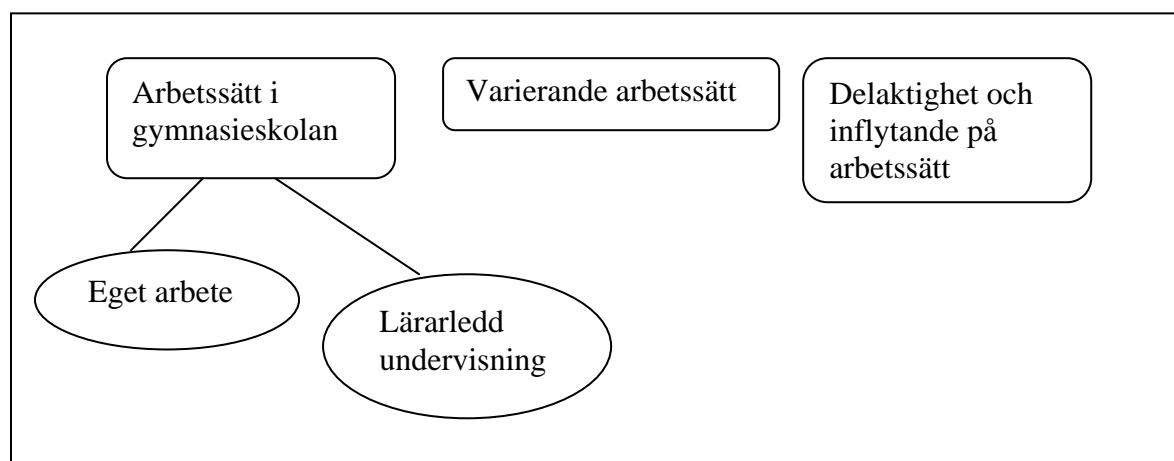 Arbetssätt i
gymnasieskolan
Varierande arbetssätt
Delaktighet och
inflytande på
arbetssätt
Eget arbete
Lärarledd
undervisning